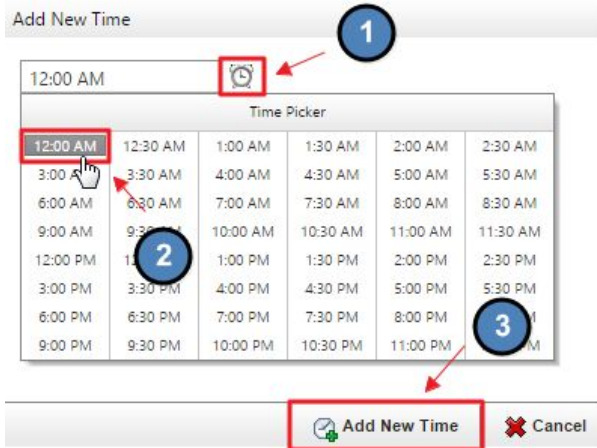 Add New Time
1
12:00 AM
Time Picker
12:00 AM 12:30 AM 1:00 AM 1:30 AM 2:00 AM 2:30 AM
3:00 3:30 AM 4:00 AM 4:30 AM 5:00 AM 5:30 AM
6:00 AM 6:30 AM 7:00 AM 7:30 AM 8:00 AM 8:30 AM
9:00 AM 10:00 AM 10:30 AM 11:00 AM 11:30 AM
2
12:00 PM 1:00 PM 1:30 PM 2:00 PM 2:30 PM
3:00 PM 3:30 PM 4:00 PM 4:30 PM 5:00 PM 5:30 PM
6:00 PM 6:30 PM 7:00 PM 7:30 PM 8:00 PM
3
9:00 PM 9:30 PM 10:00 PM 10:30 PM 11:00 PM
Add New Time Cancel